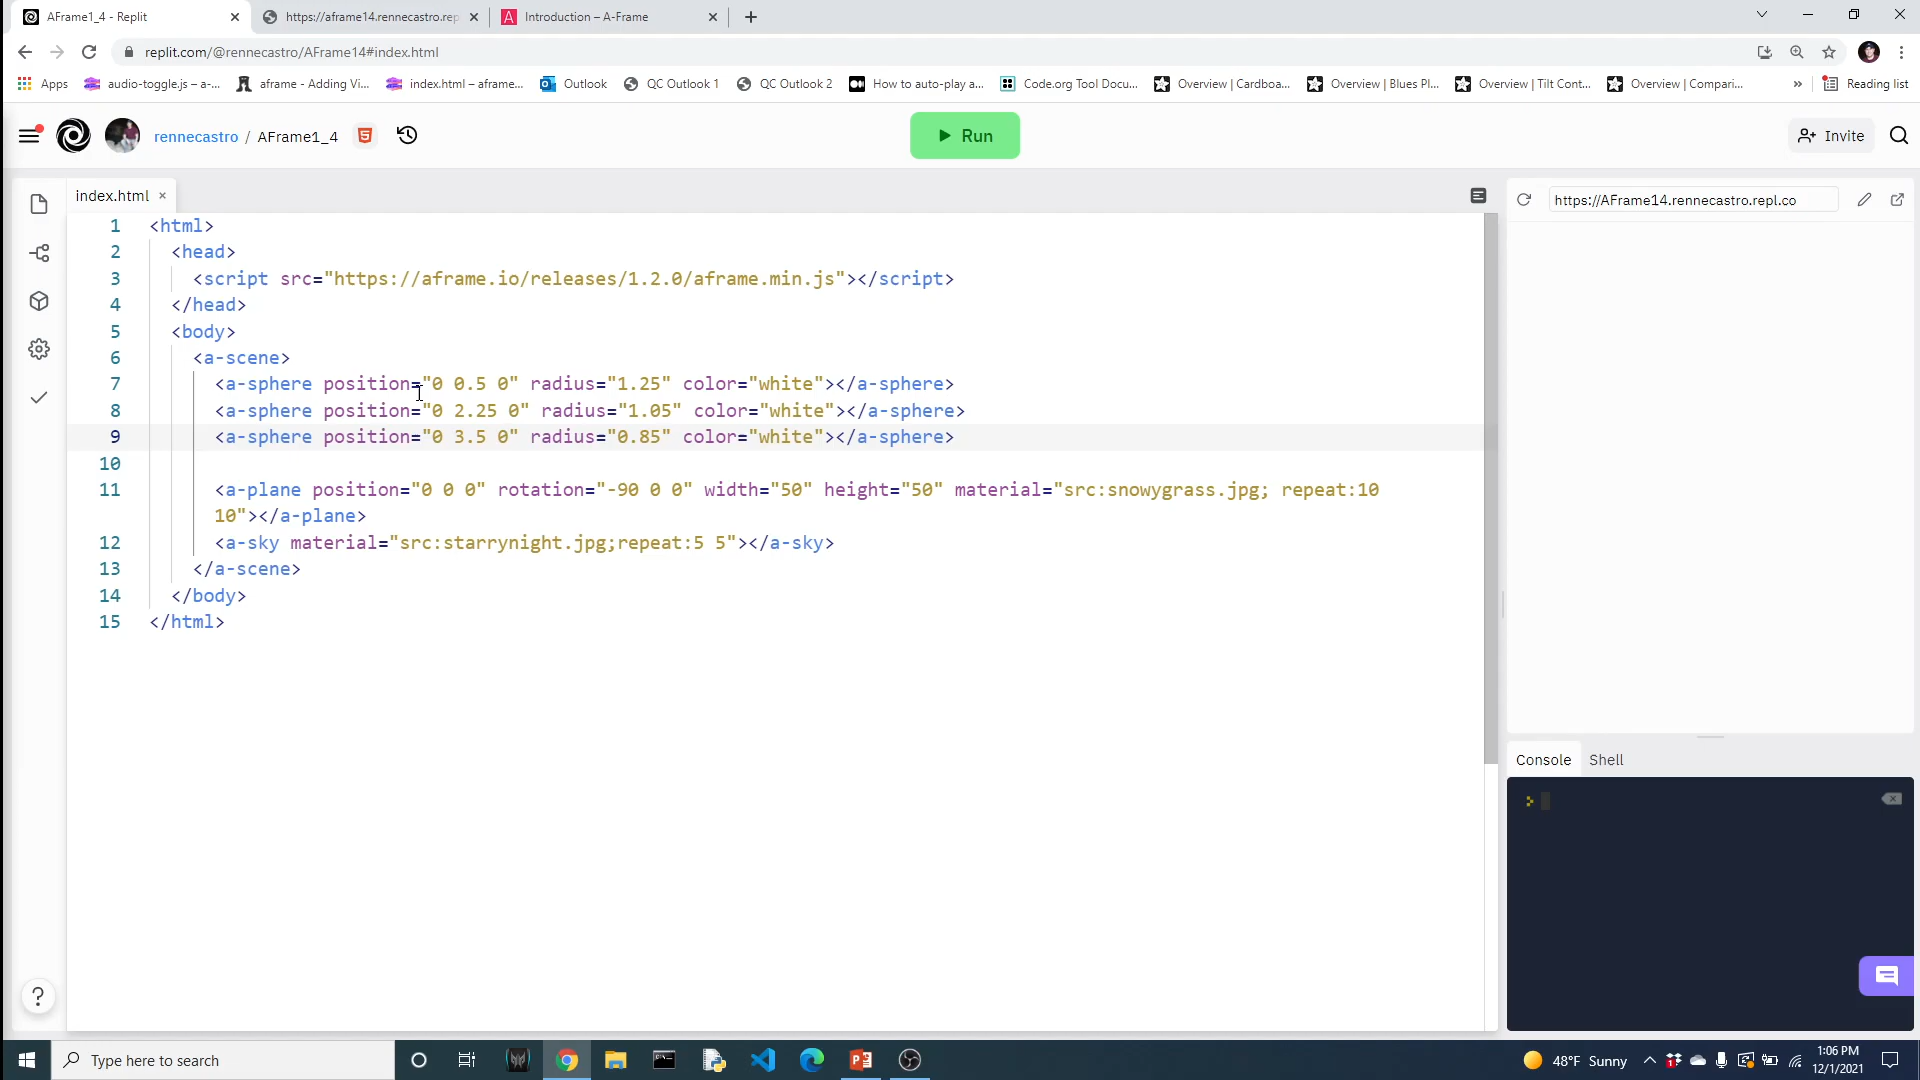 AFrame1_4 - Replit
https://aframe14.rennecastro.rep
Introduction – A-Frame
replit.com/@rennecastro/AFrame14#index.html
Apps
audio-toggle.js – a-...
aframe - Adding Vi...
index.html – aframe...
Outlook
QC Outlook 1
QC Outlook 2
How to auto-play a...
Code.org Tool Docu...
Overview | Cardboa...
Overview | Blues Pl...
Overview | Tilt Cont...
Overview | Compari...
»
Reading list
rennecastro / AFrame1_4
Run
Invite
index.html
https://AFrame14.rennecastro.repl.co
1 <html>
2 <head>
3 <script src="https://aframe.io/releases/1.2.0/aframe.min.js"></script>
4 </head>
5 <body>
6 <a-scene>
7 <a-sphere position="0 0.5 0" radius="1.25" color="white"></a-sphere>
8 <a-sphere position="0 2.25 0" radius="1.05" color="white"></a-sphere>
9 <a-sphere position="0 3.5 0" radius="0.85" color="white"></a-sphere>
10
11 <a-plane position="0 0 0" rotation="-90 0 0" width="50" height="50" material="src:snowygrass.jpg; repeat:10
10"></a-plane>
12 <a-sky material="src:starrynight.jpg;repeat:5 5"></a-sky>
13 </a-scene>
14 </body>
15 </html>
Console
Shell
?
Type here to search
48°F Sunny
1:06 PM
12/1/2021